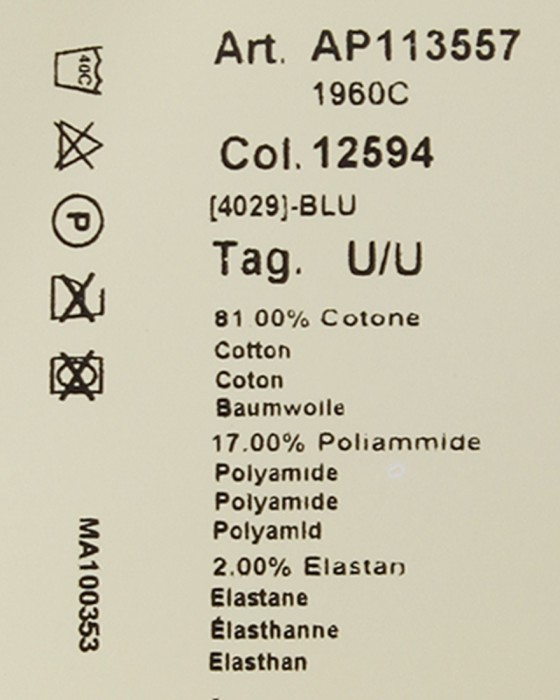 40C
P
MA100353
Art. AP113557
1960C
Col. 12594
[4029]-BLU
Tag. U/U
81.00% Cotone
Cotton
Coton
Baumwolle
17.00% Poliammide
Polyamide
Polyamide
Polyamid
2.00% Elastan
Elastane
Élasthanne
Elasthan